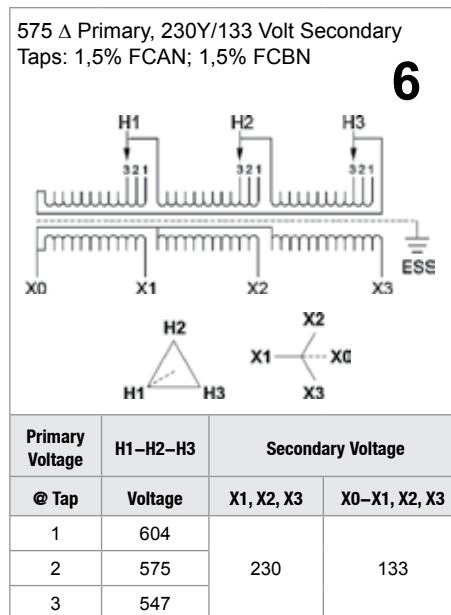 575 Δ Primary, 230Y/133 Volt Secondary
Taps: 1,5% FCAN; 1,5% FCBN
6
H1 H2 H3
3 2 1 3 2 1 3 2 1
ESS
X0 X1 X2 X3
H2
H1 H3
X2
X1 X0
X3
Primary Voltage H1–H2–H3 Secondary Voltage
@ Tap Voltage X1, X2, X3 X0–X1, X2, X3
1 604
2 575 230 133
3 547